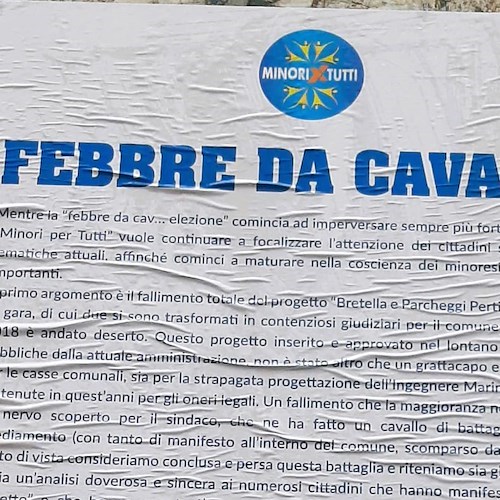 MINORI X TUTTI
FEBBRE DA CAVA
Mentre la "febbre da cav... elezione" comincia ad imperversare sempre più fort
Minori per Tutti" vuole continuare a focalizzare l'attenzione dei cittadini s
ematiche attuali, affinché cominci a maturare nella coscienza dei minores
mportanti.
primo argomento è il fallimento totale del progetto "Bretella e Parcheggi Pert
gara, di cui due si sono trasformati in contenziosi giudiziari per il comune
018 è andato deserto. Questo progetto inserito e approvato nel lontano
bbliche dalla attuale amministrazione, non è stato altro che un grattacapo e
r le casse comunali, sia per la strapagata progettazione dell'Ingegnere Marin
tenute in quest'anni per gli oneri legali. Un fallimento che la maggioranza n
nervo scoperto per il sindaco, che ne ha fatto un cavallo di battag
ediamento (con tanto di manifesto all'interno del comune, scomparso da
to di vista consideriamo conclusa e persa questa battaglia e riteniamo sia gi
ia un'analisi doverosa e sincera ai numerosi cittadini che hanno manifes